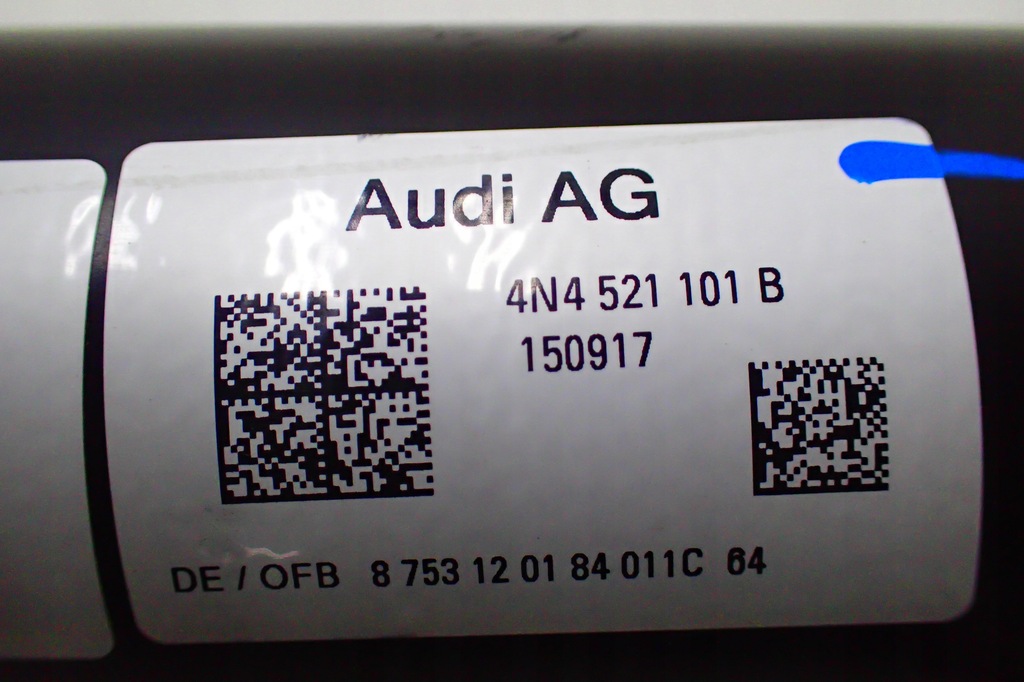 Audi AG
4N4 521 101 B
150917
DE / OFB 8 753 12 01 84 011C 64